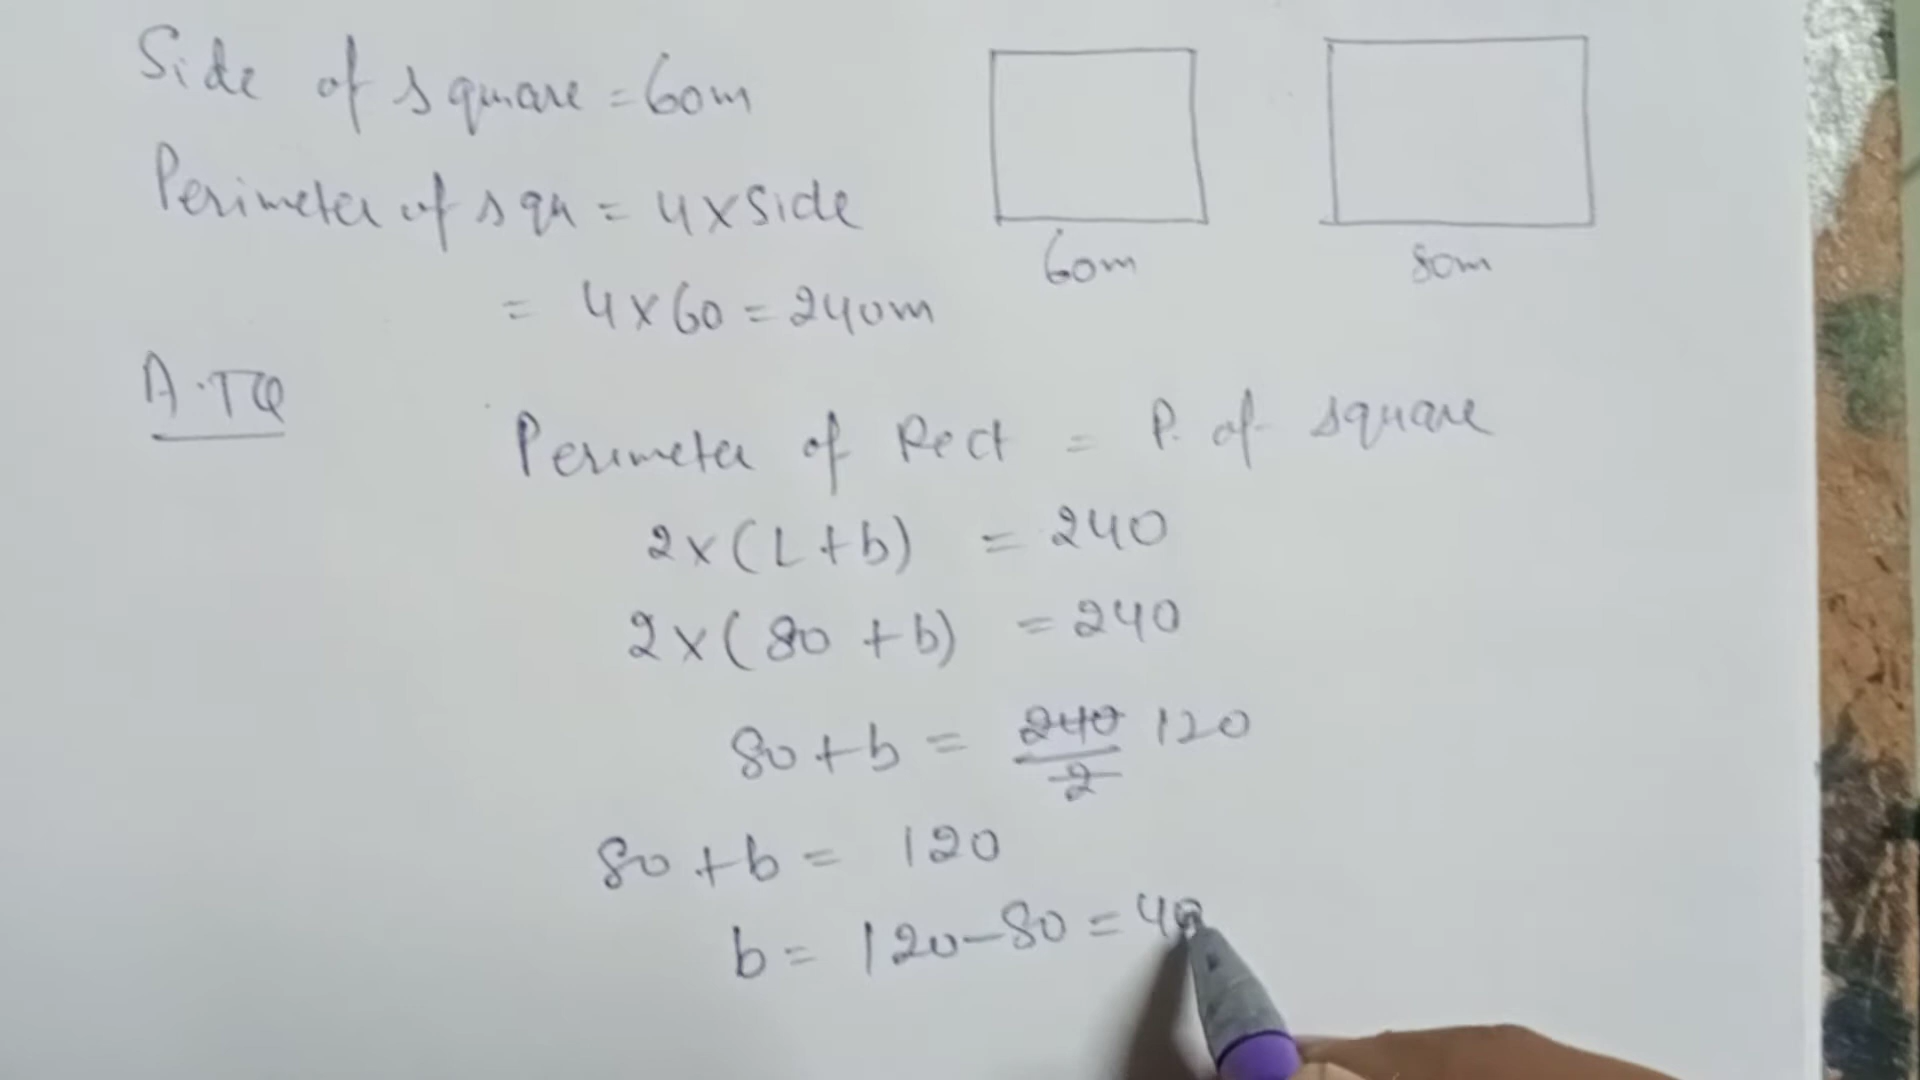 Side of square = 60m
Perimeter of squ = 4 x Side
= 4 x 60 = 240m
60m
80m
A.TQ
Perimeter of Rect = P. of square
2 x (L + b) = 240
2 x (80 + b) = 240
80 + b = 240/2 120
80 + b = 120
b = 120 - 80 = 40